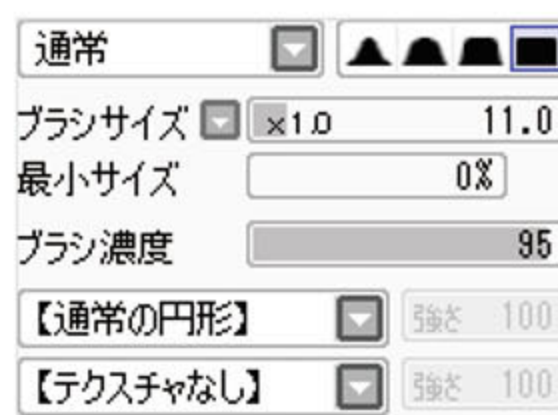 通常
ブラシサイズ ×1.0 11.0
最小サイズ 0%
ブラシ濃度 95
【通常の円形】 強さ 100
【テクスチャなし】 強さ 100